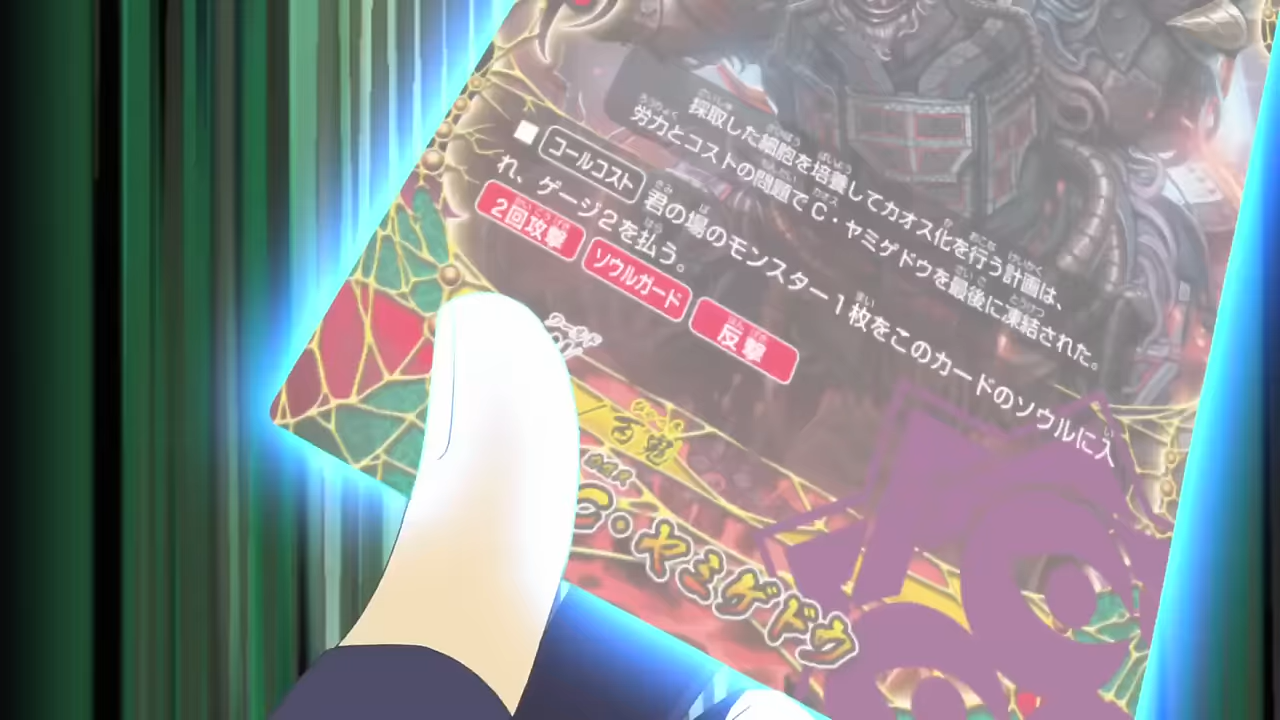 採取した細胞を培養してカオス化を行う計画は、
労力とコストの問題でC・ヤミゲドウを最後に凍結された。
■ コールコスト 君の場のモンスター1枚をこのカードのソウルに入
れ、ゲージ2を払う。
2回攻撃 ソウルガード 反撃
ワールド
百鬼
ラ・ヤミゲドウ